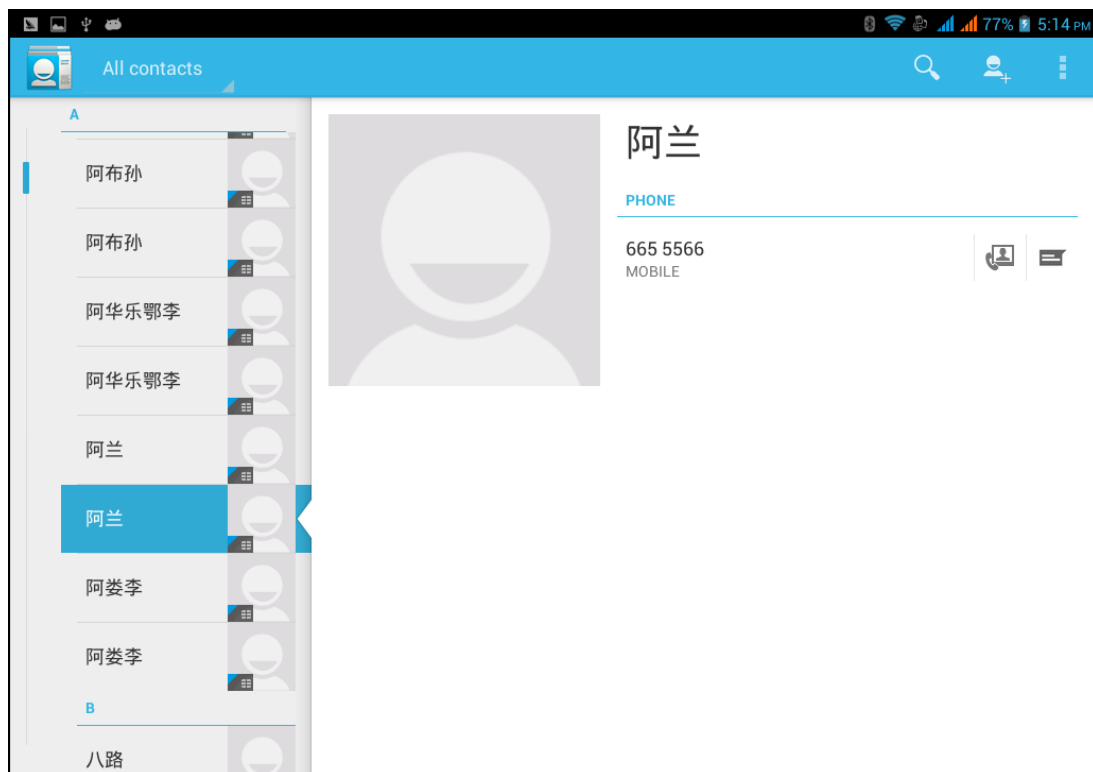 77% 5:14 PM
All contacts
A
阿布孙
阿布孙
阿华乐鄂李
阿华乐鄂李
阿兰
阿兰
阿娄李
阿娄李
B
八路
阿兰
PHONE
665 5566
MOBILE